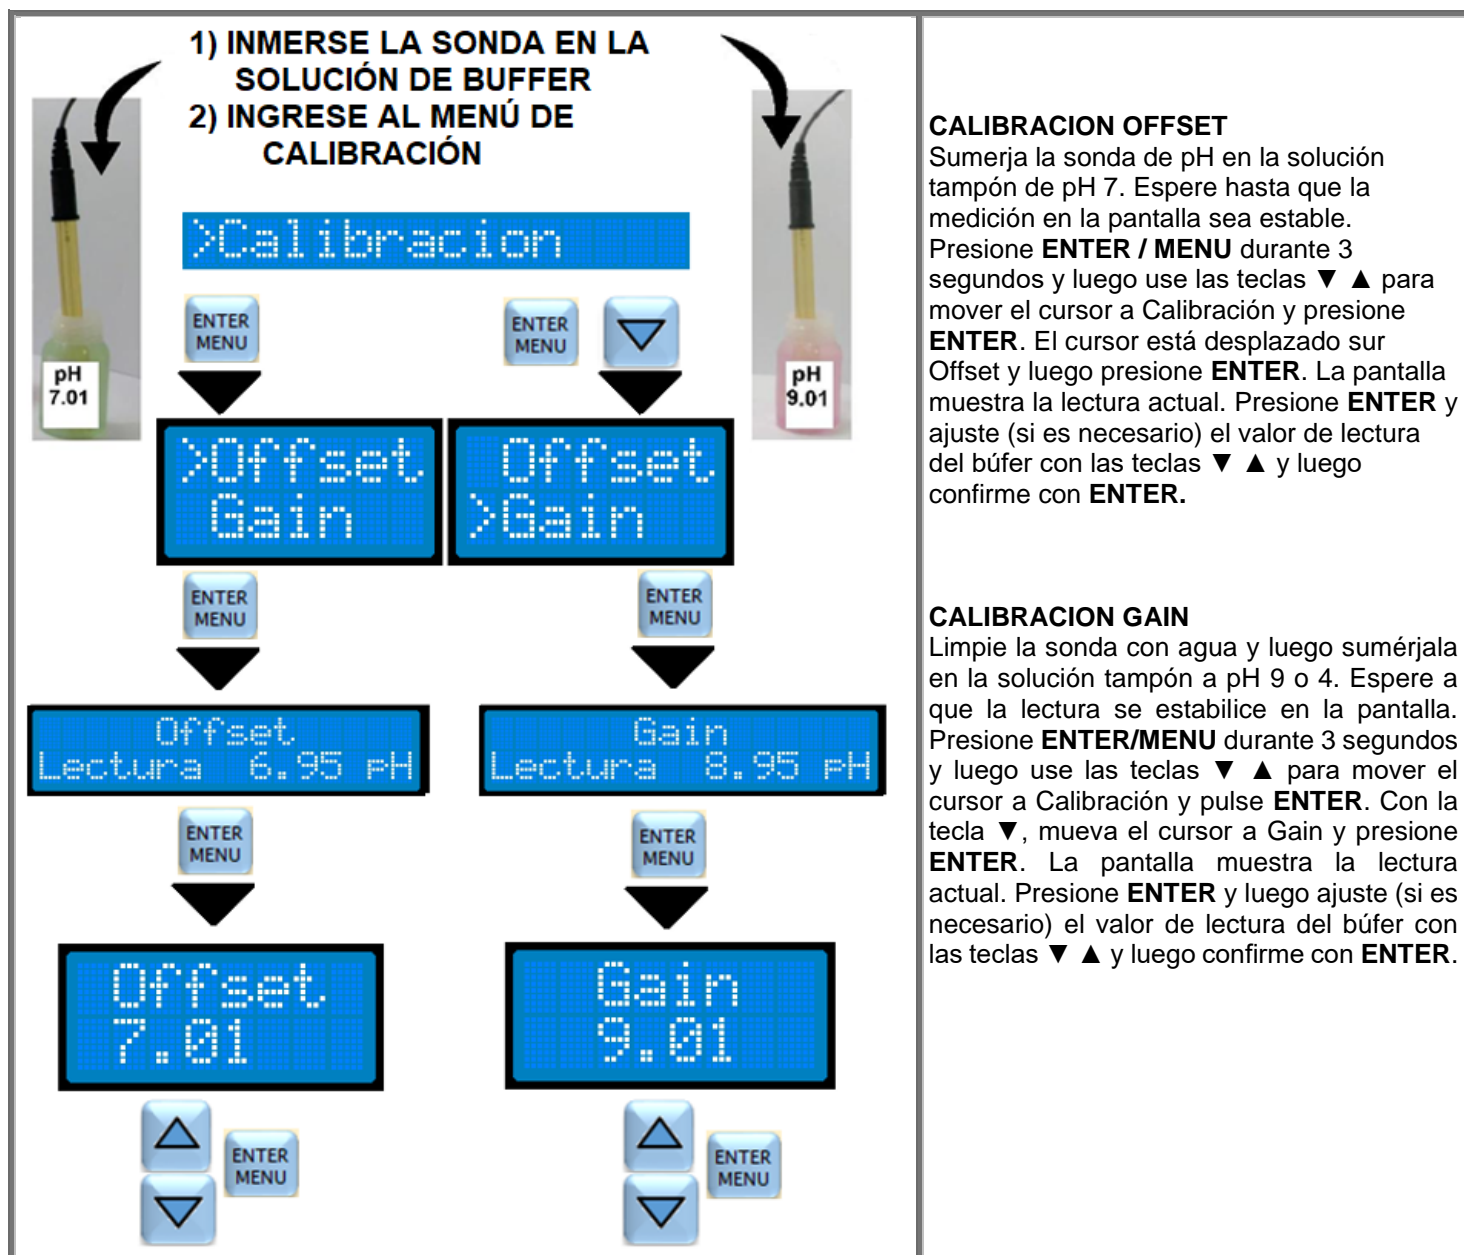 1) INMERSE LA SONDA EN LA
SOLUCIÓN DE BUFFER
2) INGRESE AL MENÚ DE
CALIBRACIÓN
>Calibracion
ENTER
MENU
ENTER
MENU
pH
7.01
pH
9.01
>Offset
Gain
Offset
>Gain
ENTER
MENU
ENTER
MENU
Offset
Lectura 6.95 pH
Gain
Lectura 8.95 pH
ENTER
MENU
ENTER
MENU
Offset
7.01
Gain
9.01
ENTER
MENU
ENTER
MENU
CALIBRACION OFFSET
Sumerja la sonda de pH en la solución
tampón de pH 7. Espere hasta que la
medición en la pantalla sea estable.
Presione ENTER / MENU durante 3
segundos y luego use las teclas ▼ ▲ para
mover el cursor a Calibración y presione
ENTER. El cursor está desplazado sur
Offset y luego presione ENTER. La pantalla
muestra la lectura actual. Presione ENTER y
ajuste (si es necesario) el valor de lectura
del búfer con las teclas ▼ ▲ y luego
confirme con ENTER.
CALIBRACION GAIN
Limpie la sonda con agua y luego sumérjala
en la solución tampón a pH 9 o 4. Espere a
que la lectura se estabilice en la pantalla.
Presione ENTER/MENU durante 3 segundos
y luego use las teclas ▼ ▲ para mover el
cursor a Calibración y pulse ENTER. Con la
tecla ▼, mueva el cursor a Gain y presione
ENTER. La pantalla muestra la lectura
actual. Presione ENTER y luego ajuste (si es
necesario) el valor de lectura del búfer con
las teclas ▼ ▲ y luego confirme con ENTER.